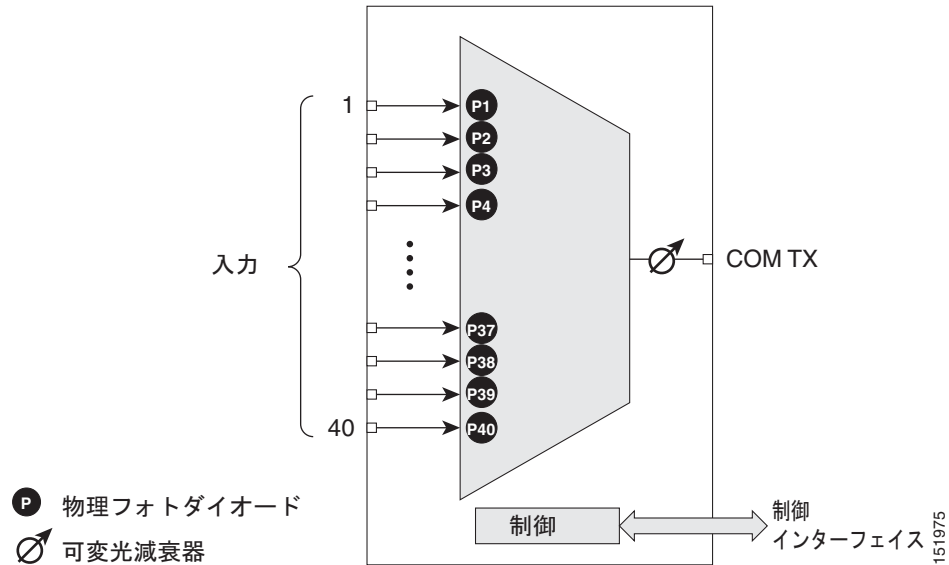 1
P1
P2
P3
P4
入力
COM TX
P37
P38
P39
40
P40
P 物理フォトダイオード
可変光減衰器
制御
制御
インターフェイス
151975